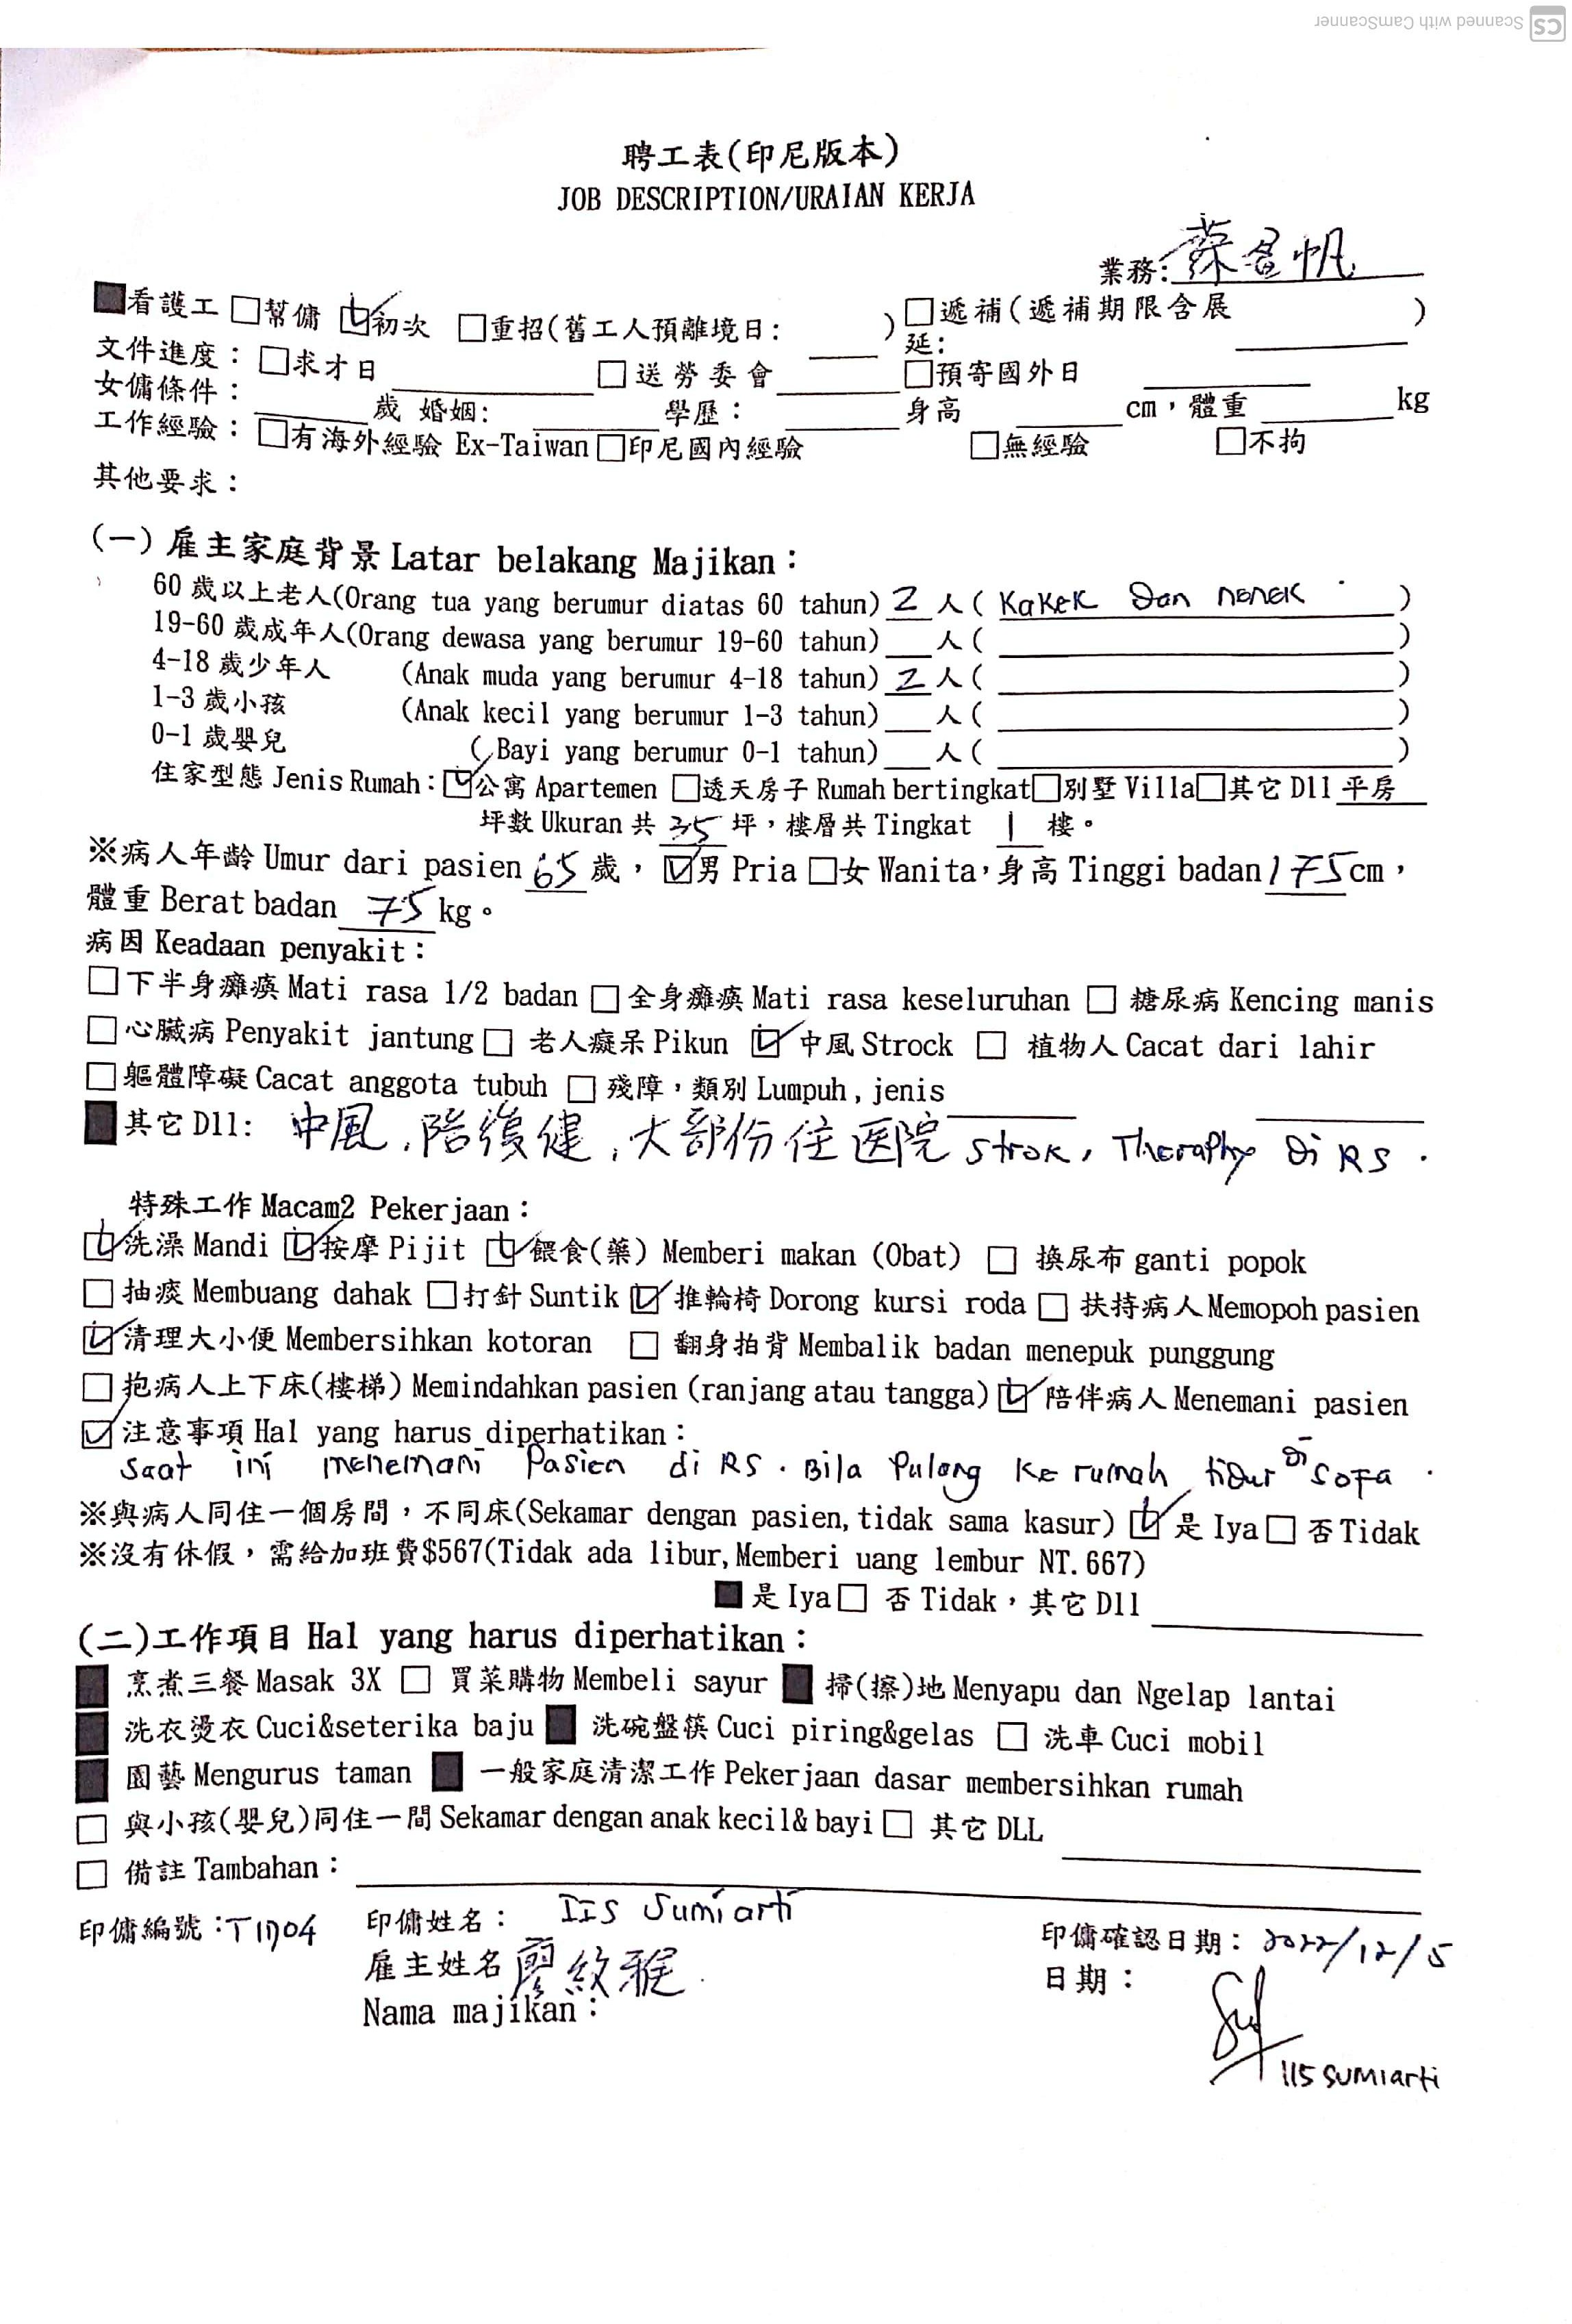 Scanned with CamScanner
聘工表(印尼版本)
JOB DESCRIPTION/URAIAN KERJA
業務:
■看護工 □幫傭 ☑初次 □重招(舊工人預離境日: ) □遞補(遞補期限含展延: )
文件進度：□求才日 □送勞委會 □預寄國外日
女傭條件： 歲 婚姻: 學歷： 身高 cm，體重 kg
工作經驗：□有海外經驗 Ex-Taiwan □印尼國內經驗 □無經驗 □不拘
其他要求：
(一) 雇主家庭背景 Latar belakang Majikan：
60 歲以上老人(Orang tua yang berumur diatas 60 tahun) 2 人( Kakek Dan nenek )
19-60 歲成年人(Orang dewasa yang berumur 19-60 tahun) 人( )
4-18 歲少年人 (Anak muda yang berumur 4-18 tahun) 2 人( )
1-3 歲小孩 (Anak kecil yang berumur 1-3 tahun) 人( )
0-1 歲嬰兒 (Bayi yang berumur 0-1 tahun) 人( )
住家型態 Jenis Rumah：☑公寓 Apartemen □透天房子 Rumah bertingkat □別墅 Villa □其它 Dll 平房
坪數 Ukuran 共 35 坪，樓層共 Tingkat 1 樓。
※病人年齡 Umur dari pasien 65 歲，☑男 Pria □女 Wanita，身高 Tinggi badan 175 cm，
體重 Berat badan 75 kg。
病因 Keadaan penyakit：
□下半身癱瘓 Mati rasa 1/2 badan □ 全身癱瘓 Mati rasa keseluruhan □ 糖尿病 Kencing manis
□心臟病 Penyakit jantung □ 老人癡呆 Pikun ☑ 中風 Strock □ 植物人 Cacat dari lahir
□軀體障礙 Cacat anggota tubuh □ 殘障，類別 Lumpuh, jenis
■其它 Dll: 中風，陪復健，大部份住医院 strok, Theraphy Di RS .
特殊工作 Macam2 Pekerjaan：
☑洗澡 Mandi ☑按摩 Pijit ☑餵食(藥) Memberi makan (Obat) □ 換尿布 ganti popok
□抽痰 Membuang dahak □打針 Suntik ☑推輪椅 Dorong kursi roda □ 扶持病人 Memopoh pasien
☑清理大小便 Membersihkan kotoran □ 翻身拍背 Membalik badan menepuk punggung
□抱病人上下床(樓梯) Memindahkan pasien (ranjang atau tangga) ☑陪伴病人 Menemani pasien
☑注意事項 Hal yang harus diperhatikan：
Saat ini menemani Pasien di RS . Bila Pulang Ke rumah tidur Di SOFA .
※與病人同住一個房間，不同床(Sekamar dengan pasien, tidak sama kasur) ☑是 Iya □ 否 Tidak
※沒有休假，需給加班費$567(Tidak ada libur, Memberi uang lembur NT. 667)
■是 Iya □ 否 Tidak，其它 Dll
(二)工作項目 Hal yang harus diperhatikan：
■ 烹煮三餐 Masak 3X □ 買菜購物 Membeli sayur ■ 掃(擦)地 Menyapu dan Ngelap lantai
■ 洗衣燙衣 Cuci&seterika baju ■ 洗碗盤筷 Cuci piring&gelas □ 洗車 Cuci mobil
■ 園藝 Mengurus taman ■ 一般家庭清潔工作 Pekerjaan dasar membersihkan rumah
□ 與小孩(嬰兒)同住一間 Sekamar dengan anak kecil& bayi □ 其它 DLL
□ 備註 Tambahan：
印傭編號： 印傭姓名： IIS Sumiarti 印傭確認日期：2022/12/5
雇主姓名 日期：
Nama majikan：
IIS SUMIARTI